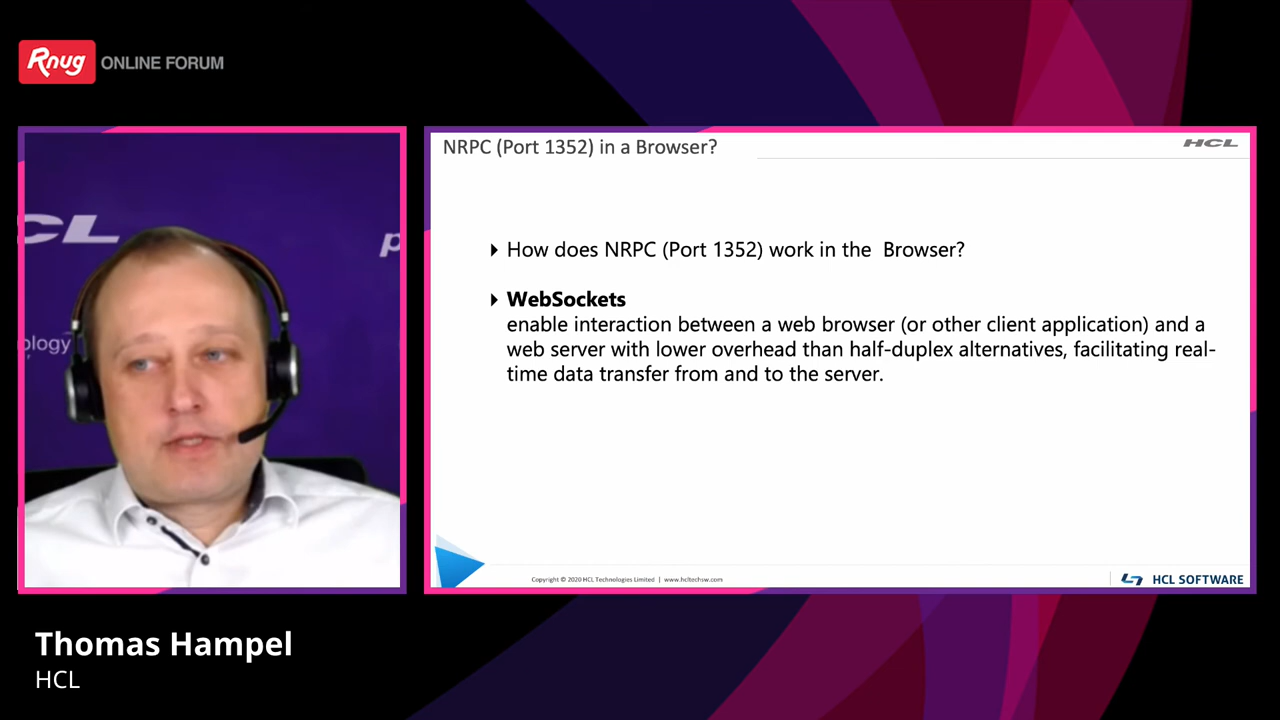 Rnug ONLINE FORUM
CL
p
ology
NRPC (Port 1352) in a Browser?
HCL
How does NRPC (Port 1352) work in the Browser?
WebSockets
enable interaction between a web browser (or other client application) and a
web server with lower overhead than half-duplex alternatives, facilitating real-
time data transfer from and to the server.
Copyright © 2020 HCL Technologies Limited | www.hcltechsw.com
HCL SOFTWARE
Thomas Hampel
HCL